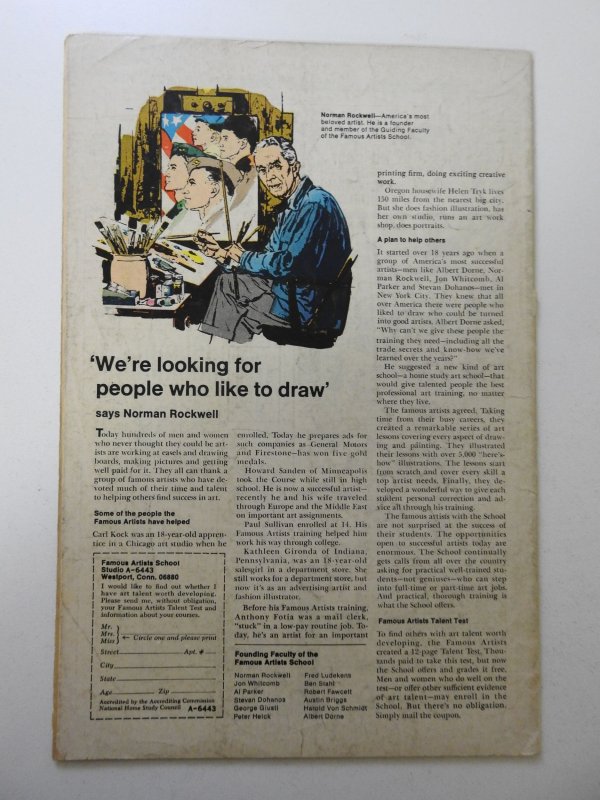 Norman Rockwell—America's most
beloved artist. He is a founder
and member of the Guiding Faculty
of the Famous Artists School.
'We're looking for
people who like to draw'
says Norman Rockwell
Today hundreds of men and women
who never thought they could be art-
ists are working at easels and drawing
boards, making pictures and getting
well paid for it. They all can thank a
group of famous artists who have de-
voted much of their time and talent
to helping others find success in art.
Some of the people the
Famous Artists have helped
Carl Kock was an 18-year-old appren-
tice in a Chicago art studio when he
Famous Artists School
Studio A-6443
Westport, Conn. 06880
I would like to find out whether I
have art talent worth developing.
Please send me, without obligation,
your Famous Artists Talent Test and
information about your courses.
Mr.
Mrs. ← Circle one and please print
Miss
Street Apt. #
City
State
Age Zip
Accredited by the Accrediting Commission
National Home Study Council A-6443
enrolled. Today he prepares ads for
such companies as General Motors
and Firestone—has won five gold
medals.
Howard Sanden of Minneapolis
took the Course while still in high
school. He is now a successful artist—
recently he and his wife traveled
through Europe and the Middle East
on important art assignments.
Paul Sullivan enrolled at 14. His
Famous Artists training helped him
work his way through college.
Kathleen Gironda of Indiana,
Pennsylvania, was an 18-year-old
salesgirl in a department store. She
still works for a department store, but
now it's as an advertising artist and
fashion illustrator.
Before his Famous Artists training,
Anthony Fotia was a mail clerk,
"stuck" in a low-pay routine job. To-
day, he's an artist for an important
Founding Faculty of the
Famous Artists School
Norman Rockwell
Jon Whitcomb
Al Parker
Stevan Dohanos
George Giusti
Peter Helck
Fred Ludekens
Ben Stahl
Robert Fawcett
Austin Briggs
Harold Von Schmidt
Albert Dorne
printing firm, doing exciting creative
work.
Oregon housewife Helen Teyk lives
150 miles from the nearest big city.
But she does fashion illustration, has
her own studio, runs an art work
shop, does portraits.
A plan to help others
It started over 18 years ago when a
group of America's most successful
artists—men like Albert Dorne, Nor-
man Rockwell, Jon Whitcomb, Al
Parker and Stevan Dohanos—met in
New York City. They knew that all
over America there were people who
liked to draw who could be turned
into good artists. Albert Dorne asked,
"Why can't we give these people the
training they need—including all the
trade secrets and know-how we've
learned over the years?"
He suggested a new kind of art
school—a home study art school—that
would give talented people the best
professional art training, no matter
where they live.
The famous artists agreed. Taking
time from their busy careers, they
created a remarkable series of art
lessons covering every aspect of draw-
ing and painting. They illustrated
their lessons with over 5,000 "here's-
how" illustrations. The lessons start
from scratch and cover every skill a
top artist needs. Finally, they de-
veloped a wonderful way to give each
student personal correction and ad-
vice all through his training.
The famous artists with the School
are not surprised at the success of
their students. The opportunities
open to successful artists today are
enormous. The School continually
gets calls from all over the country
asking for practical well-trained stu-
dents—not geniuses—who can step
into full-time or part-time art jobs.
And practical, thorough training is
what the School offers.
Famous Artists Talent Test
To find others with art talent worth
developing, the Famous Artists
created a 12-page Talent Test. Thou-
sands paid to take this test, but now
the School offers and grades it free.
Men and women who do well on the
test—or offer other sufficient evidence
of art talent—may enroll in the
School. But there's no obligation.
Simply mail the coupon.